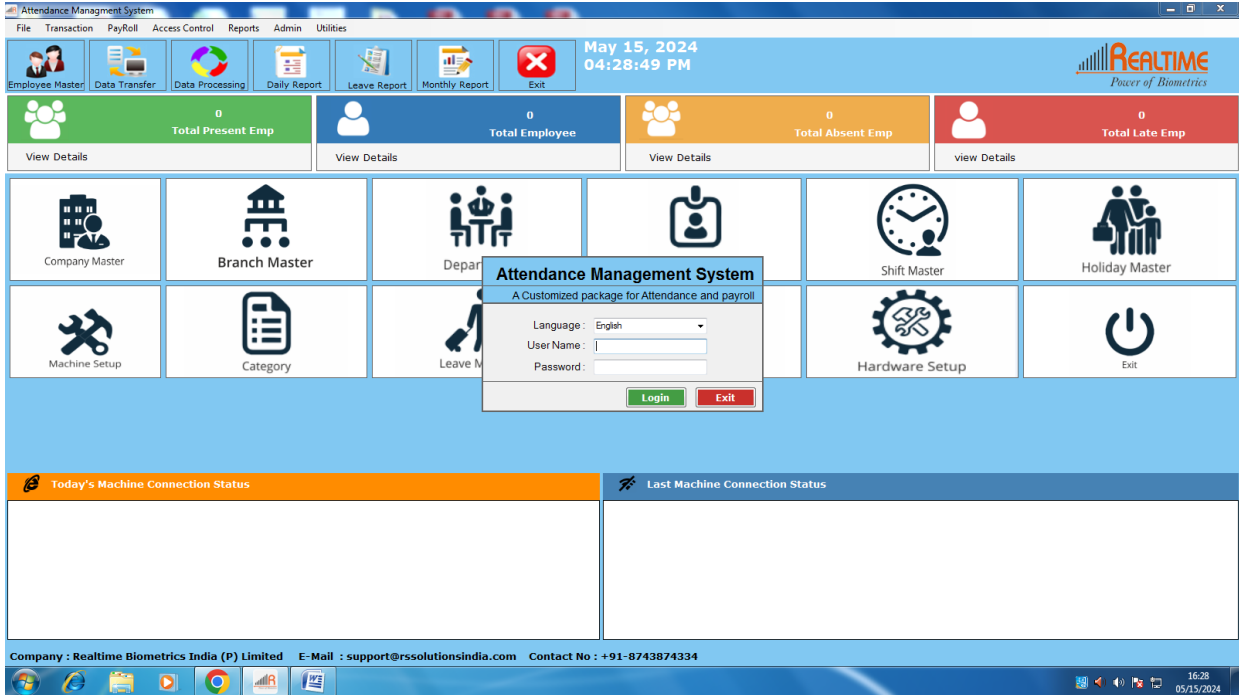 Attendance Managment System
File Transaction PayRoll Access Control Reports Admin Utilities
Employee Master Data Transfer Data Processing Daily Report Leave Report Monthly Report Exit
May 15, 2024
04:28:49 PM
REALTIME
Power of Biometrics
0
Total Present Emp
View Details
0
Total Employee
View Details
0
Total Absent Emp
View Details
0
Total Late Emp
view Details
Company Master
Branch Master
Depar
Shift Master
Holiday Master
Machine Setup
Category
Leave M
Hardware Setup
Exit
Attendance Management System
A Customized package for Attendance and payroll
Language : English
User Name :
Password :
Login Exit
Today's Machine Connection Status
Last Machine Connection Status
Company : Realtime Biometrics India (P) Limited E-Mail : support@rssolutionsindia.com Contact No : +91-8743874334
16:28
05/15/2024